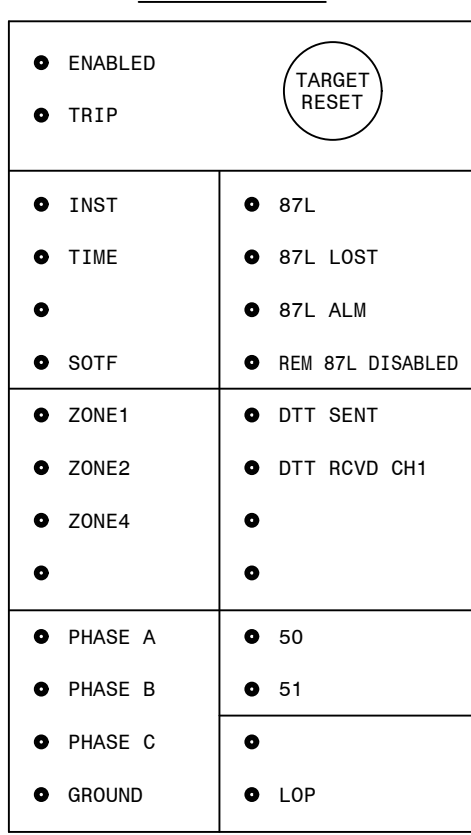 ENABLED
TRIP
TARGET
RESET
INST
TIME
SOTF
87L
87L LOST
87L ALM
REM 87L DISABLED
ZONE1
ZONE2
ZONE4
DTT SENT
DTT RCVD CH1
PHASE A
PHASE B
PHASE C
GROUND
50
51
LOP